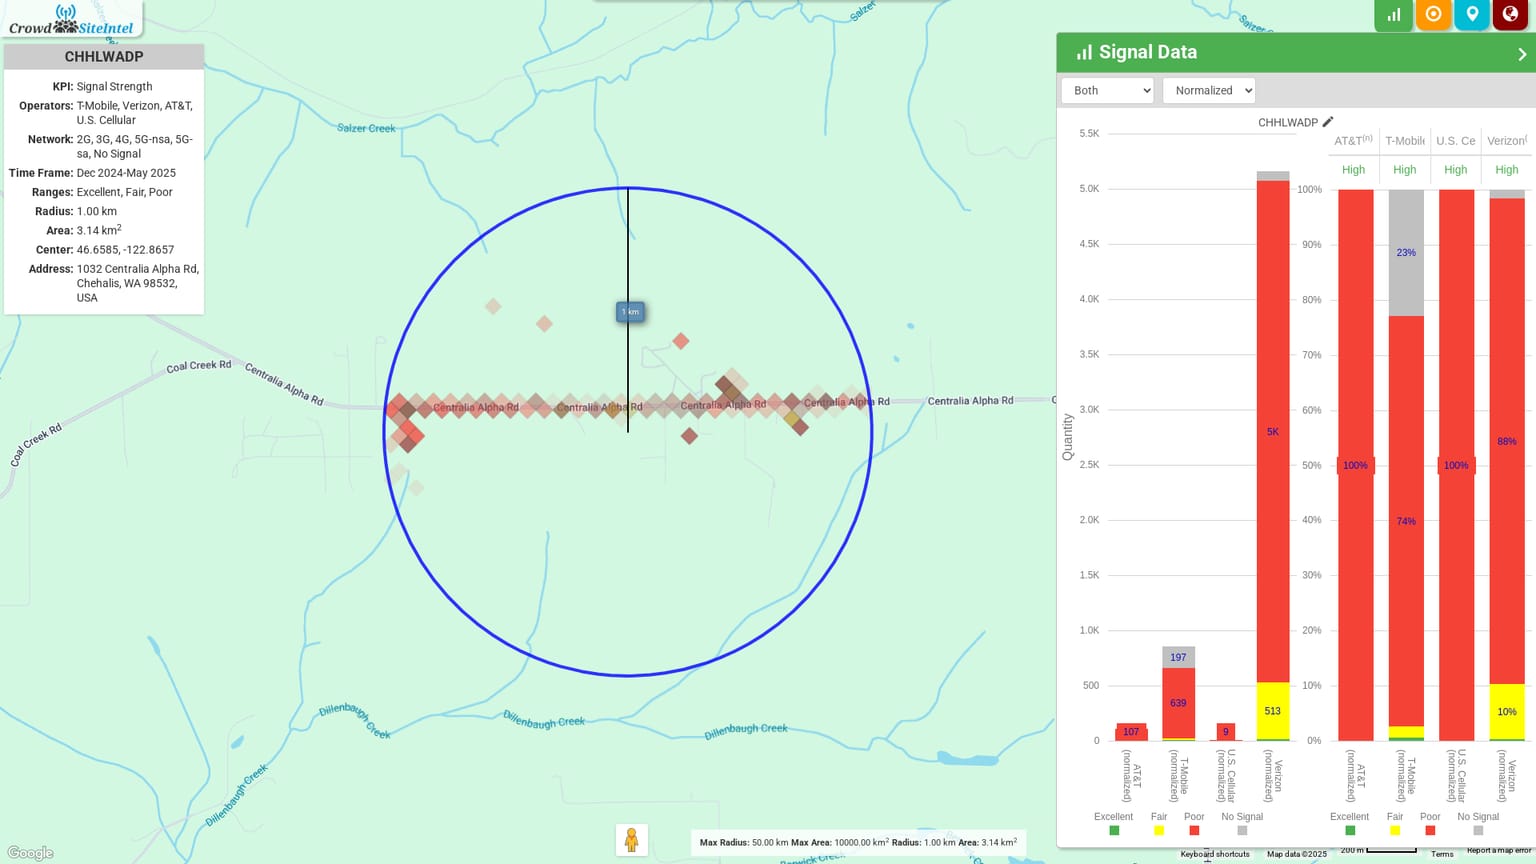 Crowd SiteIntel
CHHLWADP
KPI: Signal Strength
Operators: T-Mobile, Verizon, AT&T,
U.S. Cellular
Network: 2G, 3G, 4G, 5G-nsa, 5G-
sa, No Signal
Time Frame: Dec 2024-May 2025
Ranges: Excellent, Fair, Poor
Radius: 1.00 km
Area: 3.14 km2
Center: 46.6585, -122.8657
Address: 1032 Centralia Alpha Rd,
Chehalis, WA 98532,
USA
Salzer
Salzer Cr
Salzer Creek
1 km
Coal Creek Rd
Centralia Alpha Rd
Centralia Alpha Rd
Centralia Alpha Rd
Centralia Alpha Rd
Centralia Alpha Rd
Centralia Alpha Rd
C
Coal Creek Rd
Dillenbaugh Creek
Dillenbaugh Creek
Dillenbaugh Creek
Dillenbaugh Creek
Google
Max Radius: 50.00 km Max Area: 10000.00 km2 Radius: 1.00 km Area: 3.14 km2
Signal Data
Both
Normalized
CHHLWADP
AT&T(n)
T-Mobile
U.S. Ce
Verizon(
High
High
High
High
5.5K
5.0K
4.5K
4.0K
3.5K
3.0K
2.5K
2.0K
1.5K
1.0K
500
0
Quantity
107
197
639
9
5K
513
AT&T
(normalized)
T-Mobile
(normalized)
U.S. Cellular
(normalized)
Verizon
(normalized)
Excellent
Fair
Poor
No Signal
100%
90%
80%
70%
60%
50%
40%
30%
20%
10%
0%
100%
23%
74%
100%
88%
10%
AT&T
(normalized)
T-Mobile
(normalized)
U.S. Cellular
(normalized)
Verizon
(normalized)
Excellent
Fair
Poor
No Signal
Keyboard shortcuts
Map data ©2025
200 m
Terms
Report a map error